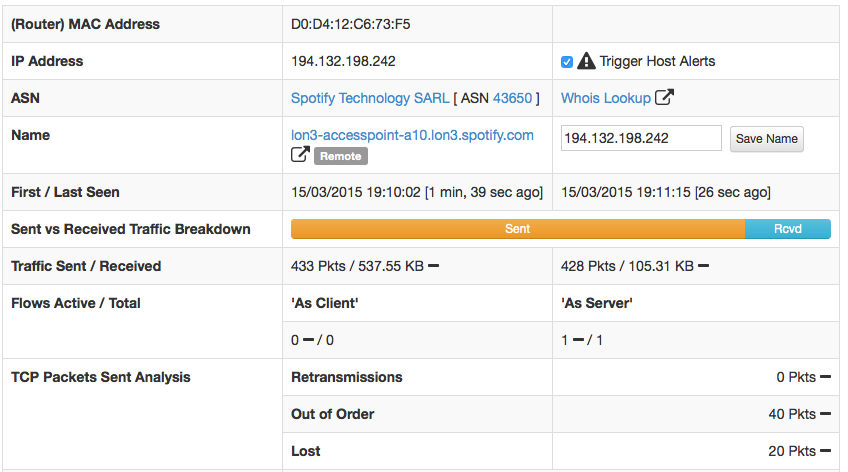 (Router) MAC Address D0:D4:12:C6:73:F5
IP Address 194.132.198.242 Trigger Host Alerts
ASN Spotify Technology SARL [ ASN 43650 ] Whois Lookup
Name lon3-accesspoint-a10.lon3.spotify.com 194.132.198.242 Save Name
Remote
First / Last Seen 15/03/2015 19:10:02 [1 min, 39 sec ago] 15/03/2015 19:11:15 [26 sec ago]
Sent vs Received Traffic Breakdown Sent Rcvd
Traffic Sent / Received 433 Pkts / 537.55 KB 428 Pkts / 105.31 KB
Flows Active / Total 'As Client' 'As Server'
0 / 0 1 / 1
TCP Packets Sent Analysis Retransmissions 0 Pkts
Out of Order 40 Pkts
Lost 20 Pkts